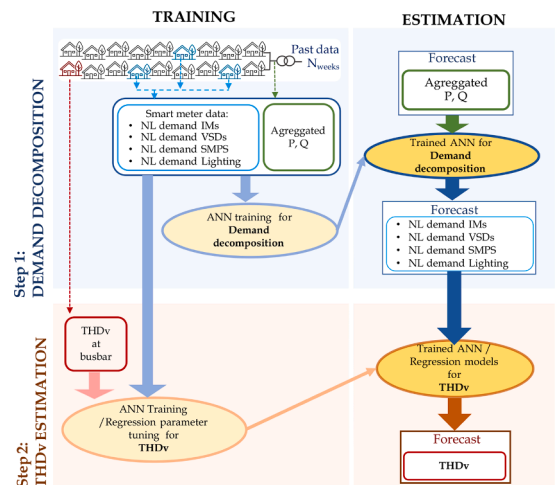 TRAINING
ESTIMATION
Past data
N weeks
Smart meter data:
• NL demand IMs
• NL demand VSDs
• NL demand SMPS
• NL demand Lighting
Agreggated
P, Q
ANN training for
Demand
decomposition
Forecast
Agreggated
P, Q
Trained ANN for
Demand
decomposition
Forecast
• NL demand IMs
• NL demand VSDs
• NL demand SMPS
• NL demand Lighting
Step 1:
DEMAND DECOMPOSITION
THDv
at
busbar
ANN Training
/Regression parameter
tuning for
THDv
Trained ANN /
Regression models
for
THDv
Forecast
THDv
Step 2:
THDv ESTIMATION